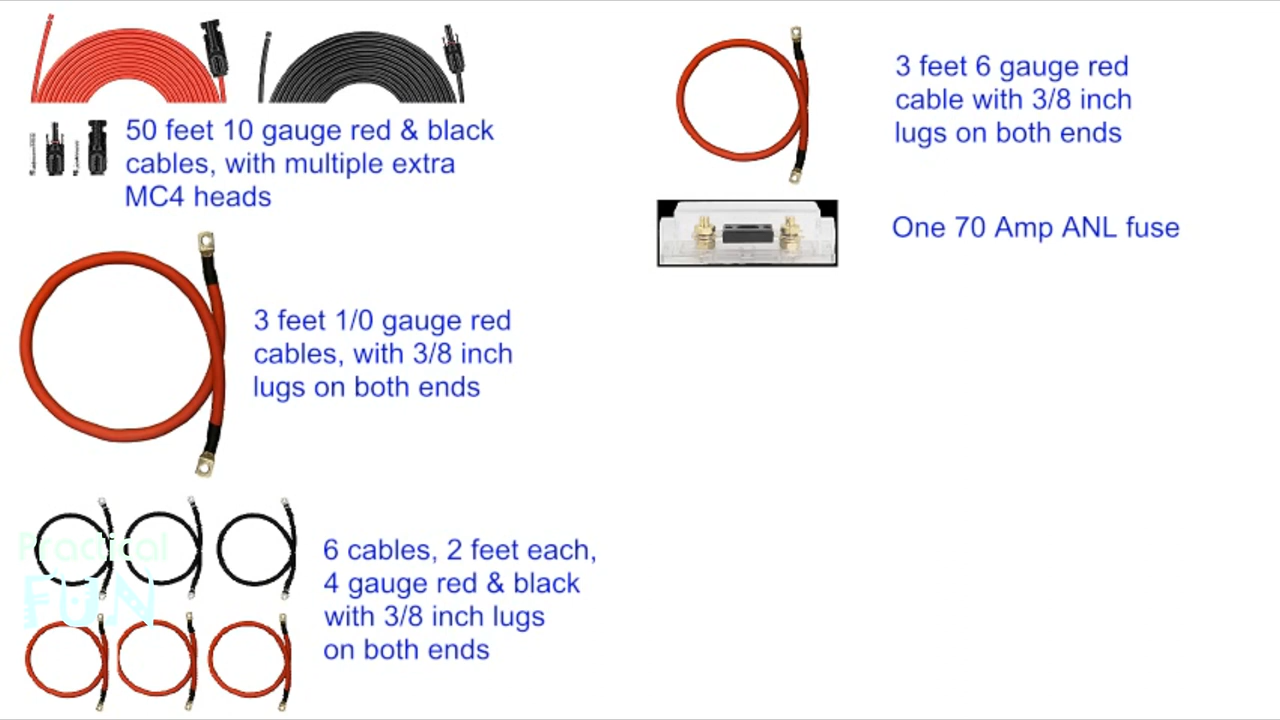 50 feet 10 gauge red & black
cables, with multiple extra
MC4 heads
3 feet 1/0 gauge red
cables, with 3/8 inch
lugs on both ends
Practical
FUN
6 cables, 2 feet each,
4 gauge red & black
with 3/8 inch lugs
on both ends
3 feet 6 gauge red
cable with 3/8 inch
lugs on both ends
One 70 Amp ANL fuse